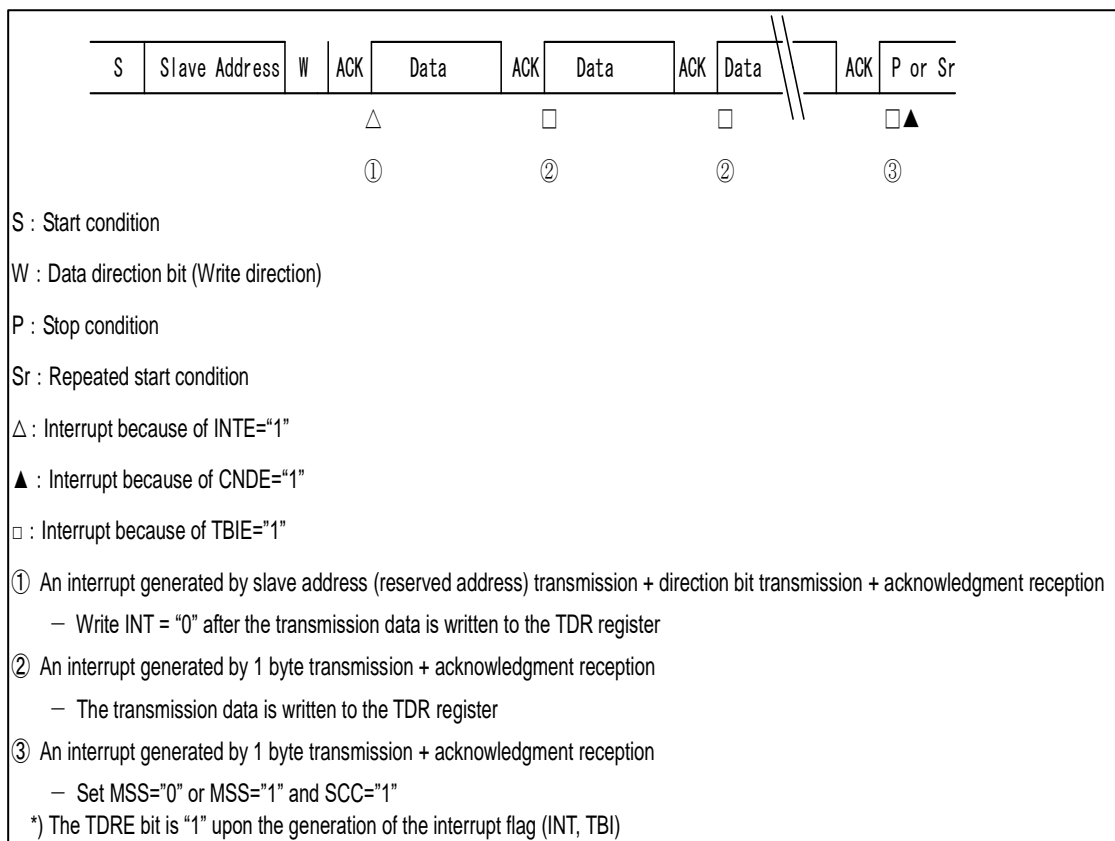 S Slave Address W ACK Data ACK Data ACK Data ACK P or Sr
△ □ □ □▲
① ② ② ③
S : Start condition
W : Data direction bit (Write direction)
P : Stop condition
Sr : Repeated start condition
△ : Interrupt because of INTE=“1”
▲ : Interrupt because of CNDE=“1”
□ : Interrupt because of TBIE=”1”
① An interrupt generated by slave address (reserved address) transmission + direction bit transmission + acknowledgment reception
− Write INT = “0” after the transmission data is written to the TDR register
② An interrupt generated by 1 byte transmission + acknowledgment reception
− The transmission data is written to the TDR register
③ An interrupt generated by 1 byte transmission + acknowledgment reception
− Set MSS=”0” or MSS=”1” and SCC=”1”
*) The TDRE bit is “1” upon the generation of the interrupt flag (INT, TBI)